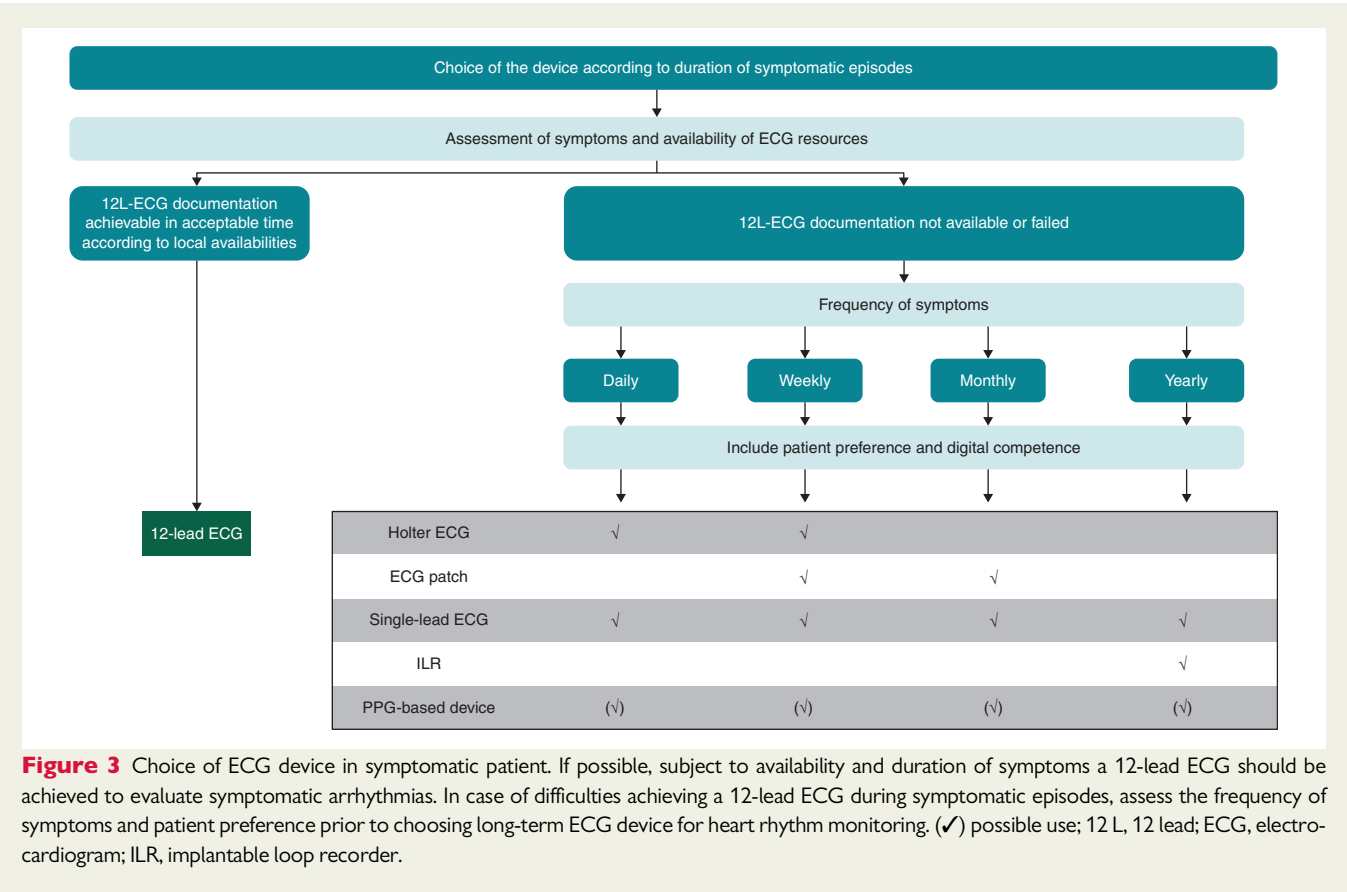 Choice of the device according to duration of symptomatic episodes
Assessment of symptoms and availability of ECG resources
12L-ECG documentation
achievable in acceptable time
according to local availabilities
12L-ECG documentation not available or failed
Frequency of symptoms
Daily Weekly Monthly Yearly
Include patient preference and digital competence
12-lead ECG
Holter ECG √ √
ECG patch √ √
Single-lead ECG √ √ √ √
ILR √
PPG-based device (√) (√) (√) (√)
Figure 3 Choice of ECG device in symptomatic patient. If possible, subject to availability and duration of symptoms a 12-lead ECG should be
achieved to evaluate symptomatic arrhythmias. In case of difficulties achieving a 12-lead ECG during symptomatic episodes, assess the frequency of
symptoms and patient preference prior to choosing long-term ECG device for heart rhythm monitoring. (✓) possible use; 12 L, 12 lead; ECG, electro-
cardiogram; ILR, implantable loop recorder.